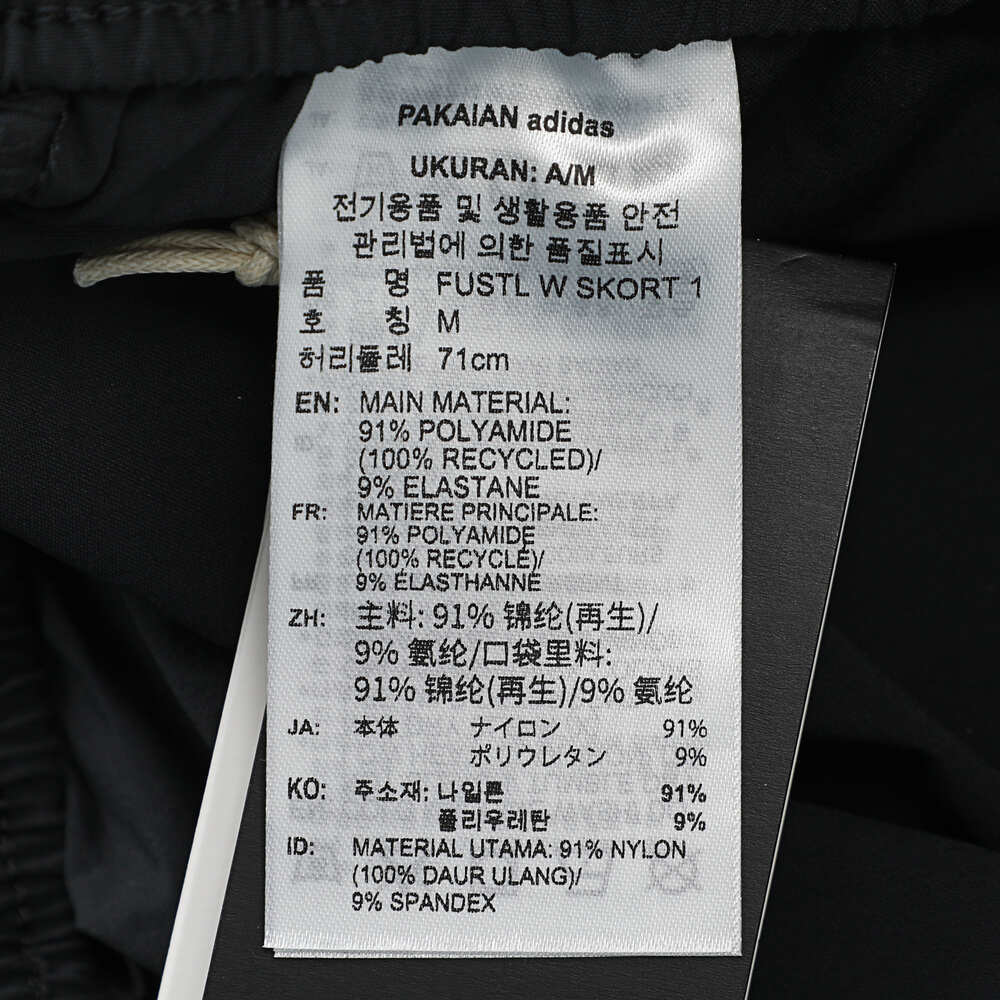 PAKAIAN adidas
UKURAN: A/M
전기용품 및 생활용품 안전
관리법에 의한 품질표시
품 명 FUSTL W SKORT 1
호 칭 M
허리둘레 71cm
EN: MAIN MATERIAL:
91% POLYAMIDE
(100% RECYCLED)/
9% ELASTANE
FR: MATIÈRE PRINCIPALE:
91% POLYAMIDE
(100% RECYCLÉ)/
9% ÉLASTHANNE
ZH: 主料: 91% 锦纶(再生)/
9% 氨纶/口袋里料:
91% 锦纶(再生)/9% 氨纶
JA: 本体 ナイロン 91%
ポリウレタン 9%
KO: 주소재: 나일론 91%
폴리우레탄 9%
ID: MATERIAL UTAMA: 91% NYLON
(100% DAUR ULANG)/
9% SPANDEX